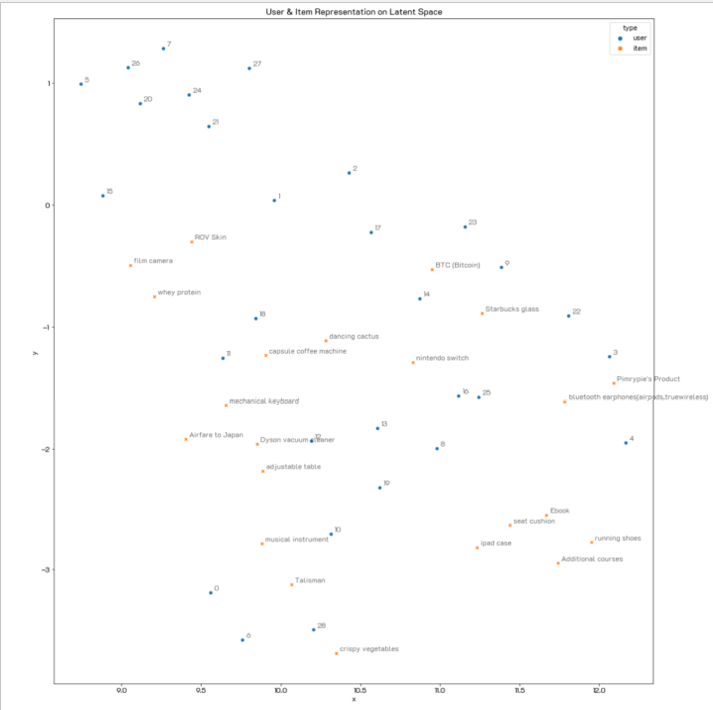 User & Item Representation on Latent Space
type
user
item
7
26
27
5
24
20
21
2
15
1
23
17
ROV Skin
film camera
BTC (Bitcoin)
9
whey protein
14
Starbucks glass
22
18
dancing cactus
capsule coffee machine
11
3
nintendo switch
Pimrypie's Product
16
25
bluetooth earphones(airpads,truewireless)
mechanical keyboard
13
Airfare to Japan
12
Dyson vacuum cleaner
4
8
adjustable table
19
Ebook
seat cushion
10
musical instrument
running shoes
ipad case
Additional courses
Talisman
0
28
6
crispy vegetables
1
0
−1
−2
−3
y
9.0 9.5 10.0 10.5 11.0 11.5 12.0
x